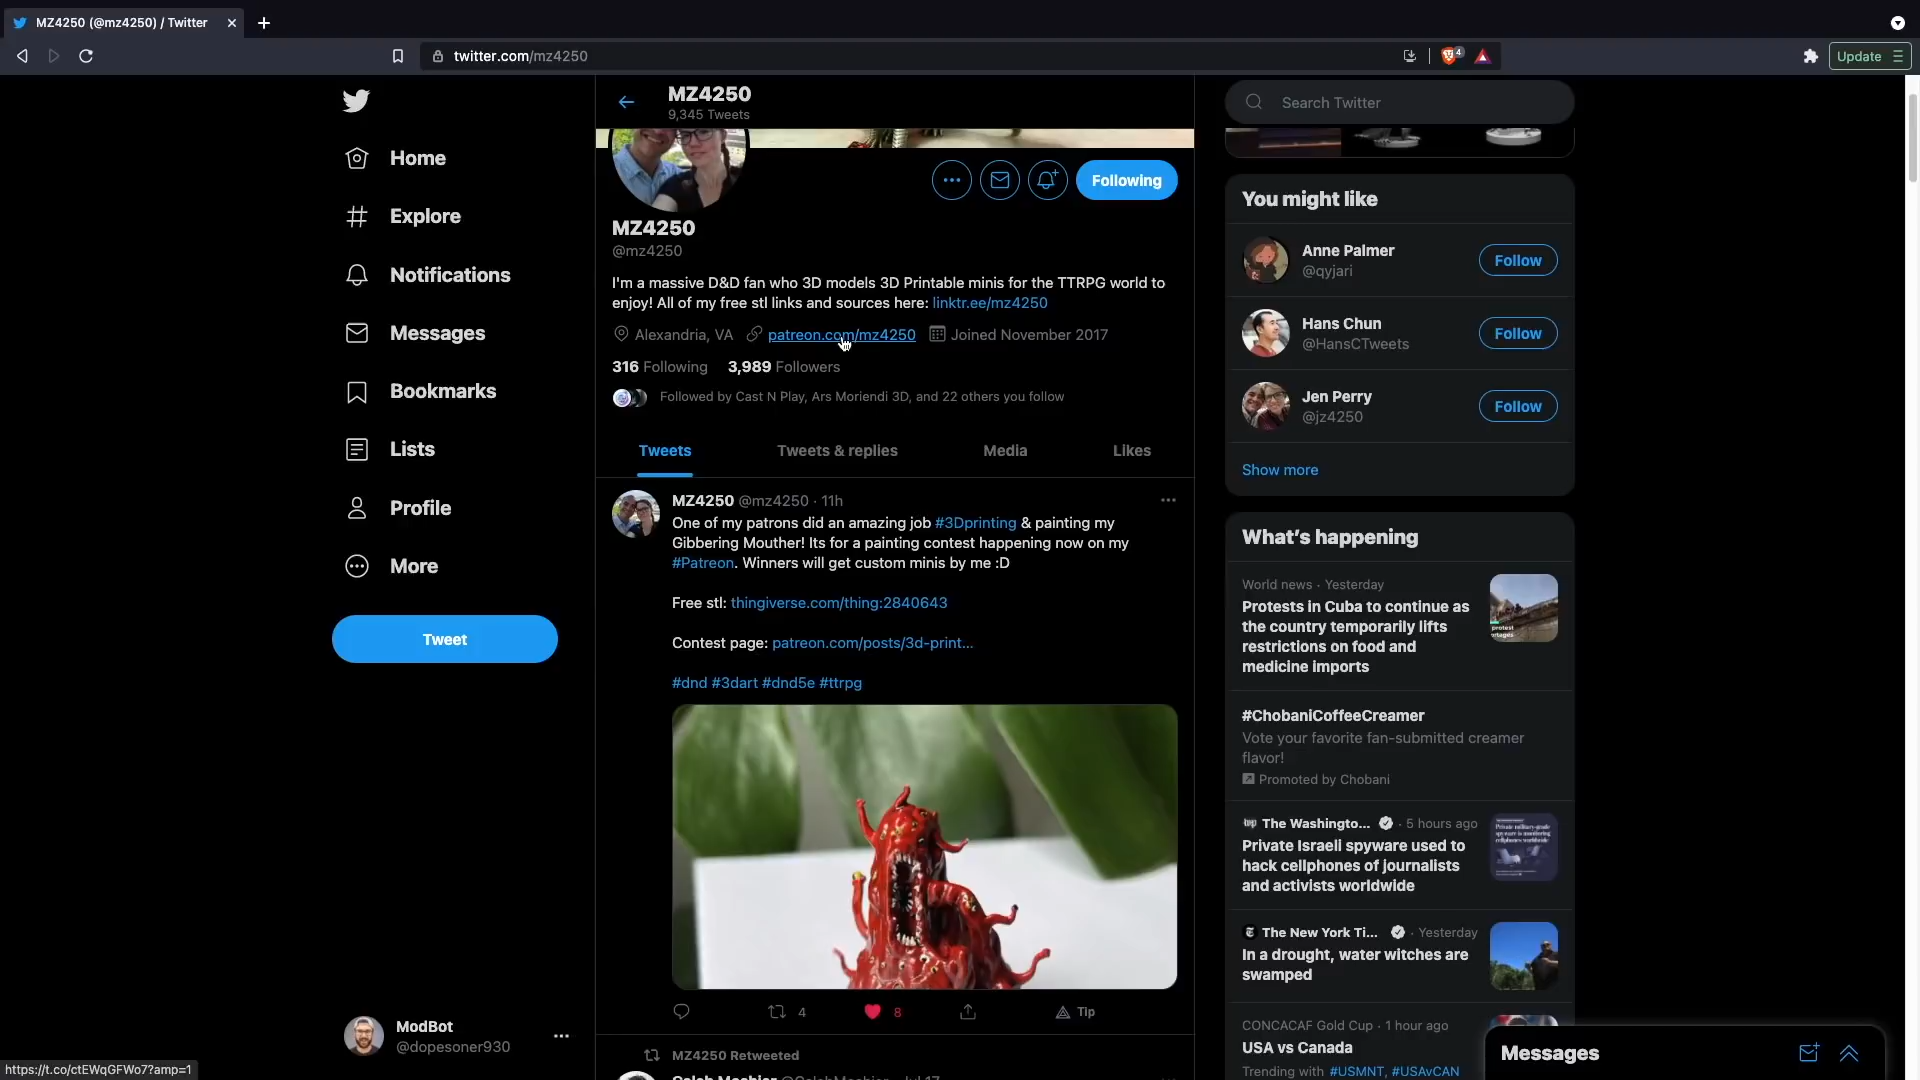 MZ4250 (@mz4250) / Twitter
twitter.com/mz4250
4
Update
Home
Explore
Notifications
Messages
Bookmarks
Lists
Profile
More
Tweet
ModBot
@dopesoner930
https://t.co/ctEWqGFWo7?amp=1
MZ4250
9,345 Tweets
Following
MZ4250
@mz4250
I'm a massive D&D fan who 3D models 3D Printable minis for the TTRPG world to
enjoy! All of my free stl links and sources here: linktr.ee/mz4250
Alexandria, VA patreon.com/mz4250 Joined November 2017
316 Following 3,989 Followers
Followed by Cast N Play, Ars Moriendi 3D, and 22 others you follow
Tweets Tweets & replies Media Likes
MZ4250 @mz4250 · 11h
One of my patrons did an amazing job #3Dprinting & painting my
Gibbering Mouther! Its for a painting contest happening now on my
#Patreon. Winners will get custom minis by me :D
Free stl: thingiverse.com/thing:2840643
Contest page: patreon.com/posts/3d-print...
#dnd #3dart #dnd5e #ttrpg
4 8 Tip
MZ4250 Retweeted
Search Twitter
You might like
Anne Palmer
@qyjari
Follow
Hans Chun
@HansCTweets
Follow
Jen Perry
@jz4250
Follow
Show more
What's happening
World news · Yesterday
Protests in Cuba to continue as
the country temporarily lifts
restrictions on food and
medicine imports
#ChobaniCoffeeCreamer
Vote your favorite fan-submitted creamer
flavor!
Promoted by Chobani
The Washingto... · 5 hours ago
Private Israeli spyware used to
hack cellphones of journalists
and activists worldwide
The New York Ti... · Yesterday
In a drought, water witches are
swamped
CONCACAF Gold Cup · 1 hour ago
USA vs Canada
Trending with #USMNT, #USAvCAN
Messages